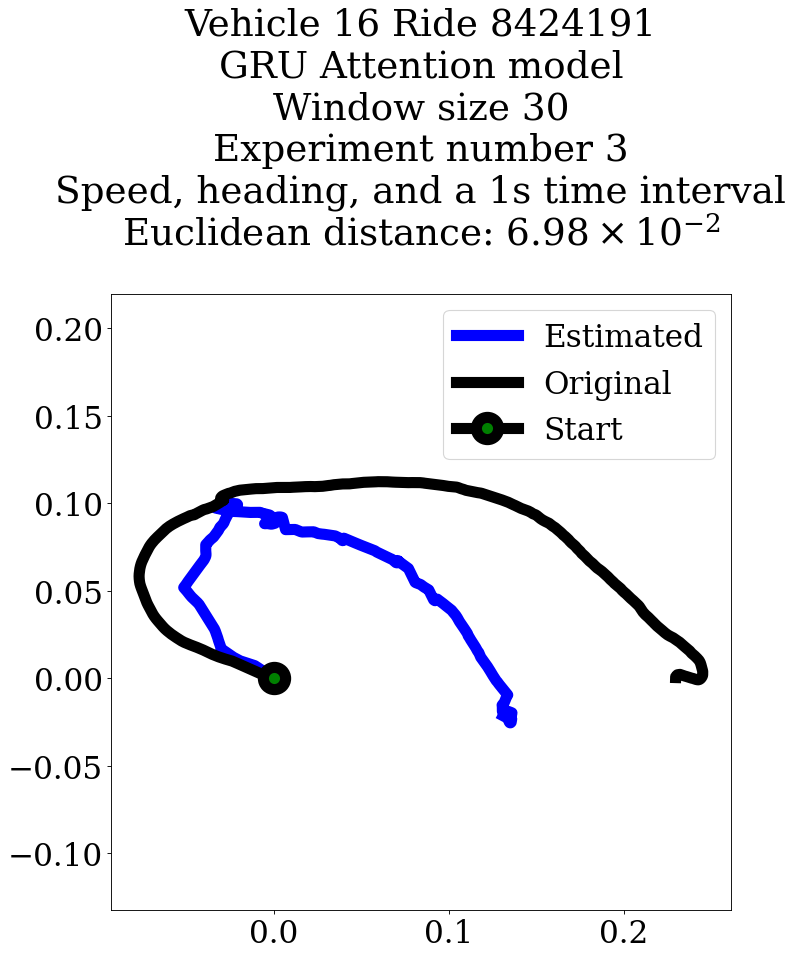 Vehicle 16 Ride 8424191
GRU Attention model
Window size 30
Experiment number 3
Speed, heading, and a 1s time interval
Euclidean distance: 6.98 × 10⁻²
Estimated
Original
Start
0.20
0.15
0.10
0.05
0.00
−0.05
−0.10
0.0 0.1 0.2